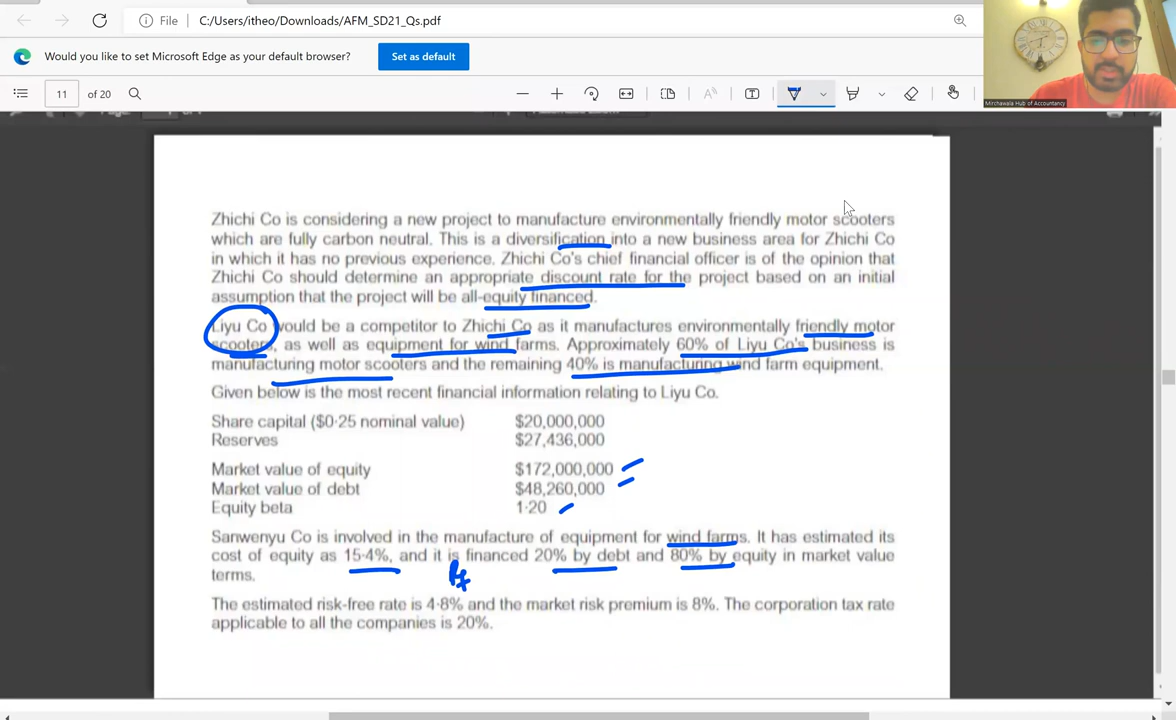 File
C:/Users/itheo/Downloads/AFM_SD21_Qs.pdf
Would you like to set Microsoft Edge as your default browser?
Set as default
11
of 20
Mirchawala Hub of Accountancy
Zhichi Co is considering a new project to manufacture environmentally friendly motor scooters
which are fully carbon neutral. This is a diversification into a new business area for Zhichi Co
in which it has no previous experience. Zhichi Co's chief financial officer is of the opinion that
Zhichi Co should determine an appropriate discount rate for the project based on an initial
assumption that the project will be all-equity financed.
Liyu Co would be a competitor to Zhichi Co as it manufactures environmentally friendly motor
scooters, as well as equipment for wind farms. Approximately 60% of Liyu Co's business is
manufacturing motor scooters and the remaining 40% is manufacturing wind farm equipment.
Given below is the most recent financial information relating to Liyu Co.
Share capital ($0·25 nominal value) $20,000,000
Reserves $27,436,000
Market value of equity $172,000,000
Market value of debt $48,260,000
Equity beta 1·20
Sanwenyu Co is involved in the manufacture of equipment for wind farms. It has estimated its
cost of equity as 15·4%, and it is financed 20% by debt and 80% by equity in market value
terms.
The estimated risk-free rate is 4·8% and the market risk premium is 8%. The corporation tax rate
applicable to all the companies is 20%.